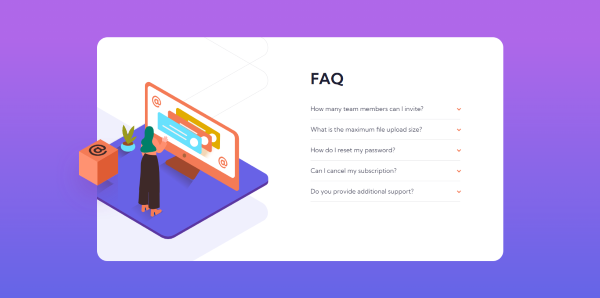 FAQ
How many team members can I invite?
What is the maximum file upload size?
How do I reset my password?
Can I cancel my subscription?
Do you provide additional support?